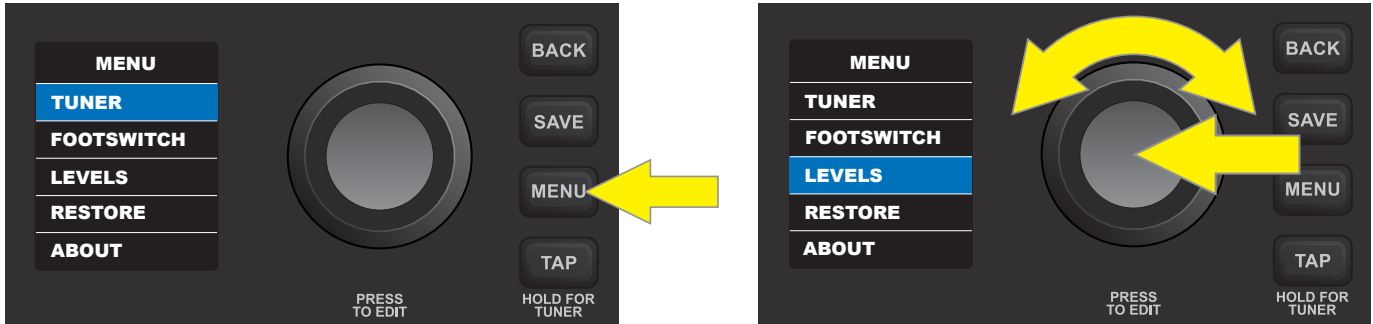 MENU
TUNER
FOOTSWITCH
LEVELS
RESTORE
ABOUT
PRESS
TO EDIT
BACK
SAVE
MENU
TAP
HOLD FOR
TUNER
MENU
TUNER
FOOTSWITCH
LEVELS
RESTORE
ABOUT
PRESS
TO EDIT
BACK
SAVE
MENU
TAP
HOLD FOR
TUNER